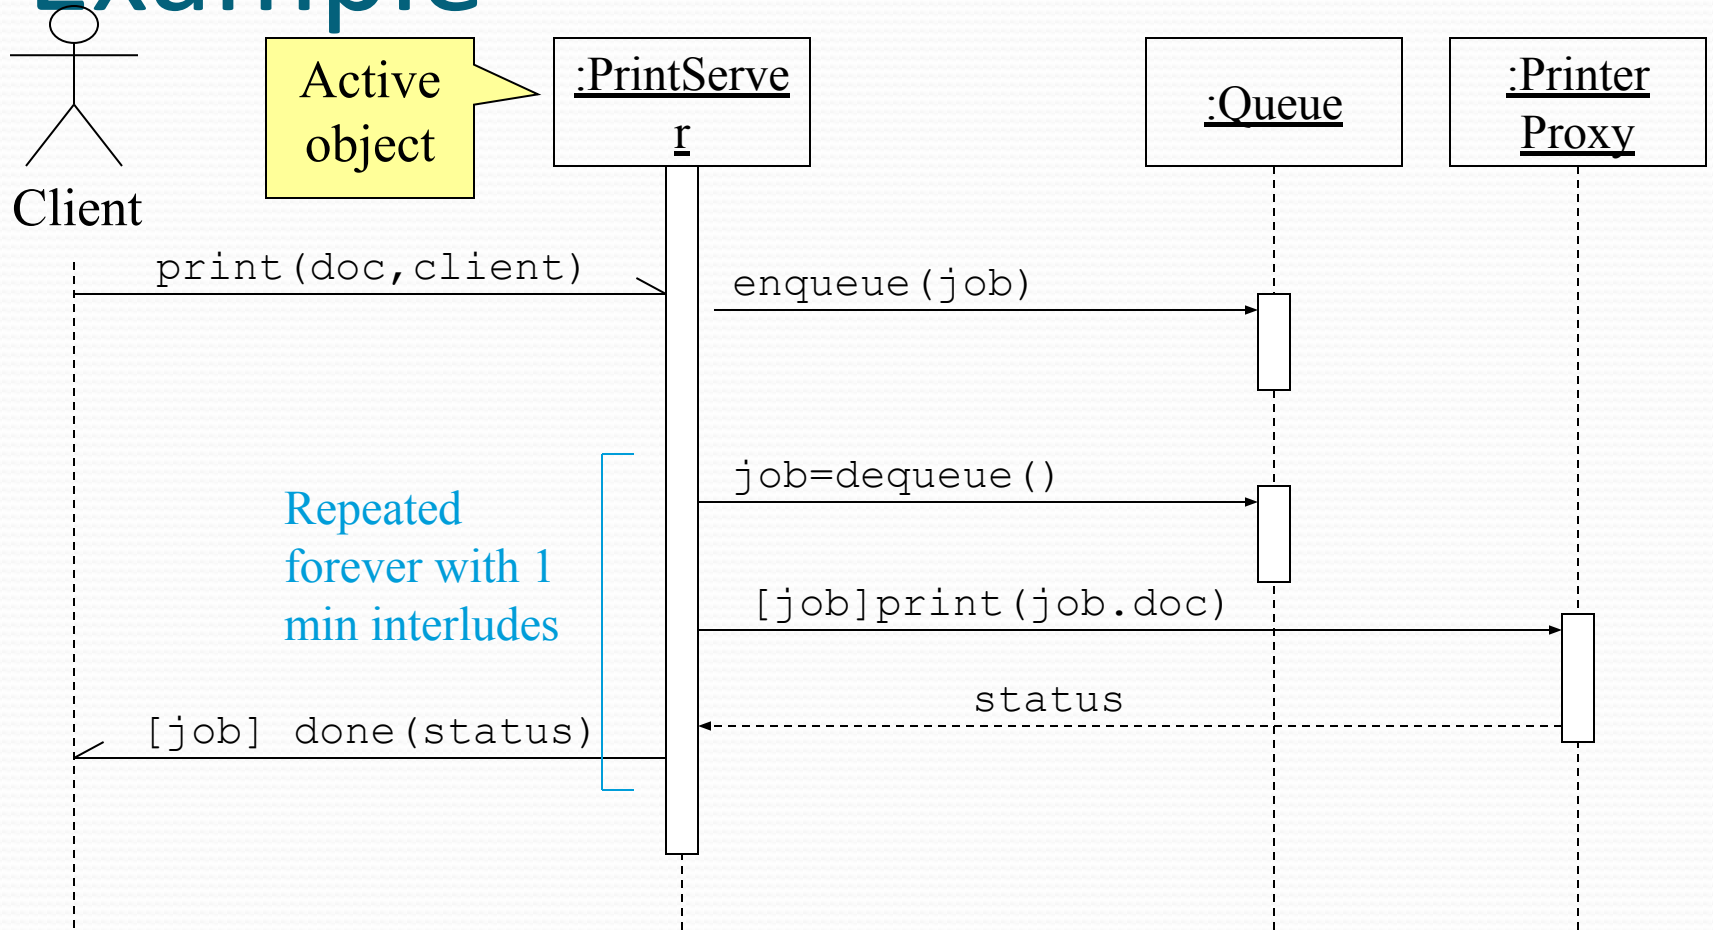 Example
Active
object
:PrintServe
r
:Queue
:Printer
Proxy
Client
print(doc,client)
enqueue(job)
job=dequeue()
Repeated
forever with 1
min interludes
[job]print(job.doc)
status
[job] done(status)